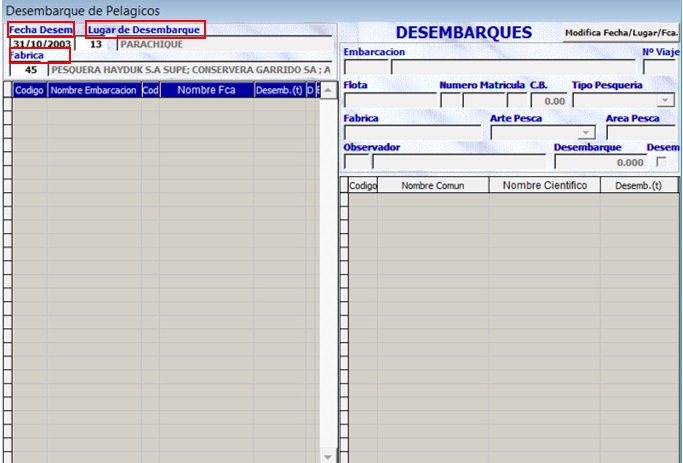 Desembarque de Pelagicos
Fecha Desem Lugar de Desembarque
31/10/2003 13 PARACHIQUE
Fabrica
45 PESQUERA HAYDUK S.A SUPE; CONSERVERA GARRIDO SA ; A
Codigo Nombre Embarcacion Cod Nombre Fca Desemb.(t) D E
DESEMBARQUES Modifica Fecha/Lugar/Fca.
Embarcacion Nº Viaje
Flota Numero Matricula C.B. Tipo Pesqueria
0.00
Fabrica Arte Pesca Area Pesca
Observador Desembarque Desem
0.000
Codigo Nombre Comun Nombre Cientifico Desemb.(t)